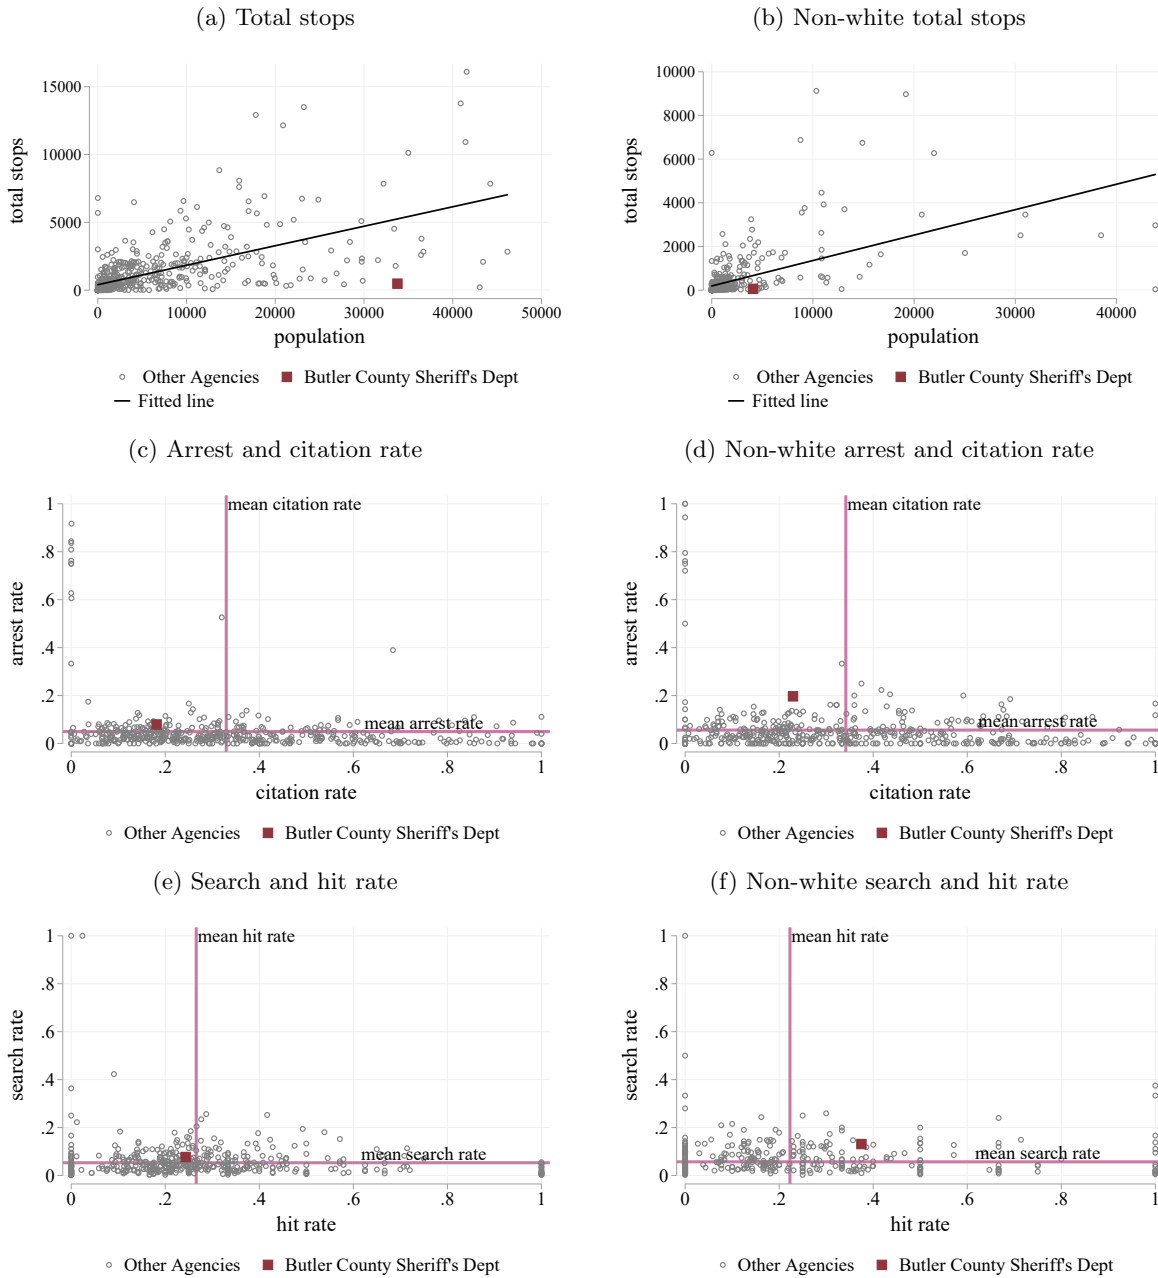 (a) Total stops
(b) Non-white total stops
total stops
15000
10000
5000
0
0 10000 20000 30000 40000 50000
population
Other Agencies Butler County Sheriff's Dept
Fitted line
total stops
10000
8000
6000
4000
2000
0
0 10000 20000 30000 40000
population
Other Agencies Butler County Sheriff's Dept
Fitted line
(c) Arrest and citation rate
(d) Non-white arrest and citation rate
arrest rate
1
.8
.6
.4
.2
0
mean citation rate
mean arrest rate
0 .2 .4 .6 .8 1
citation rate
Other Agencies Butler County Sheriff's Dept
arrest rate
1
.8
.6
.4
.2
0
mean citation rate
mean arrest rate
0 .2 .4 .6 .8 1
citation rate
Other Agencies Butler County Sheriff's Dept
(e) Search and hit rate
(f) Non-white search and hit rate
search rate
1
.8
.6
.4
.2
0
mean hit rate
mean search rate
0 .2 .4 .6 .8 1
hit rate
Other Agencies Butler County Sheriff's Dept
search rate
1
.8
.6
.4
.2
0
mean hit rate
mean search rate
0 .2 .4 .6 .8 1
hit rate
Other Agencies Butler County Sheriff's Dept